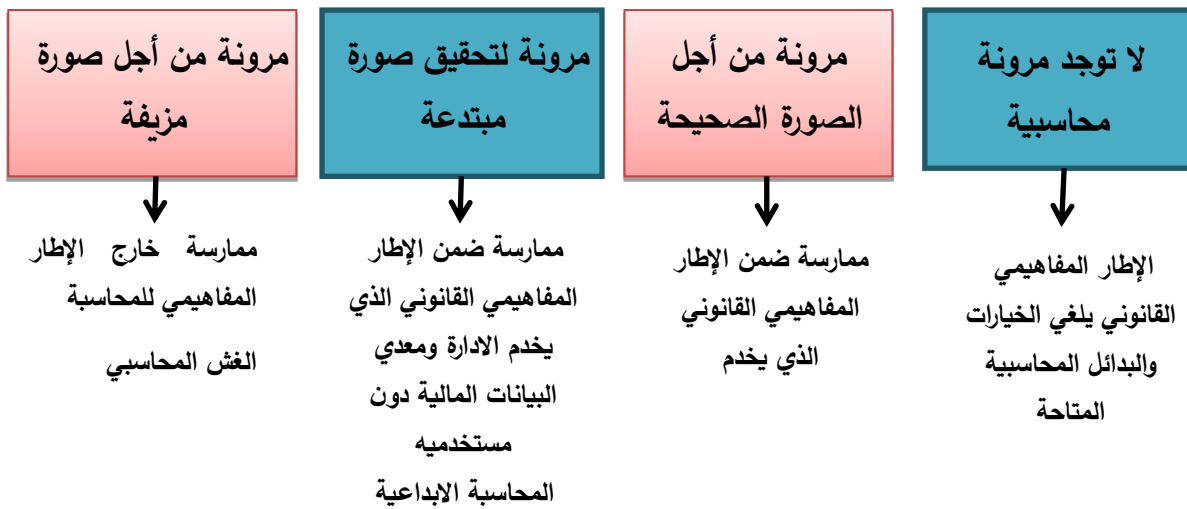 لا توجد مرونة
محاسبية
الإطار المفاهيمي
القانوني يلغي الخيارات
والبدائل المحاسبية
المتاحة
مرونة من أجل
الصورة الصحيحة
ممارسة ضمن الإطار
المفاهيمي القانوني
الذي يخدم
مرونة لتحقيق صورة
مبتدعة
ممارسة ضمن الإطار
المفاهيمي القانوني الذي
يخدم الادارة ومعدي
البيانات المالية دون
مستخدميه
المحاسبة الابداعية
مرونة من أجل صورة
مزيفة
ممارسة خارج الإطار
المفاهيمي للمحاسبة
الغش المحاسبي